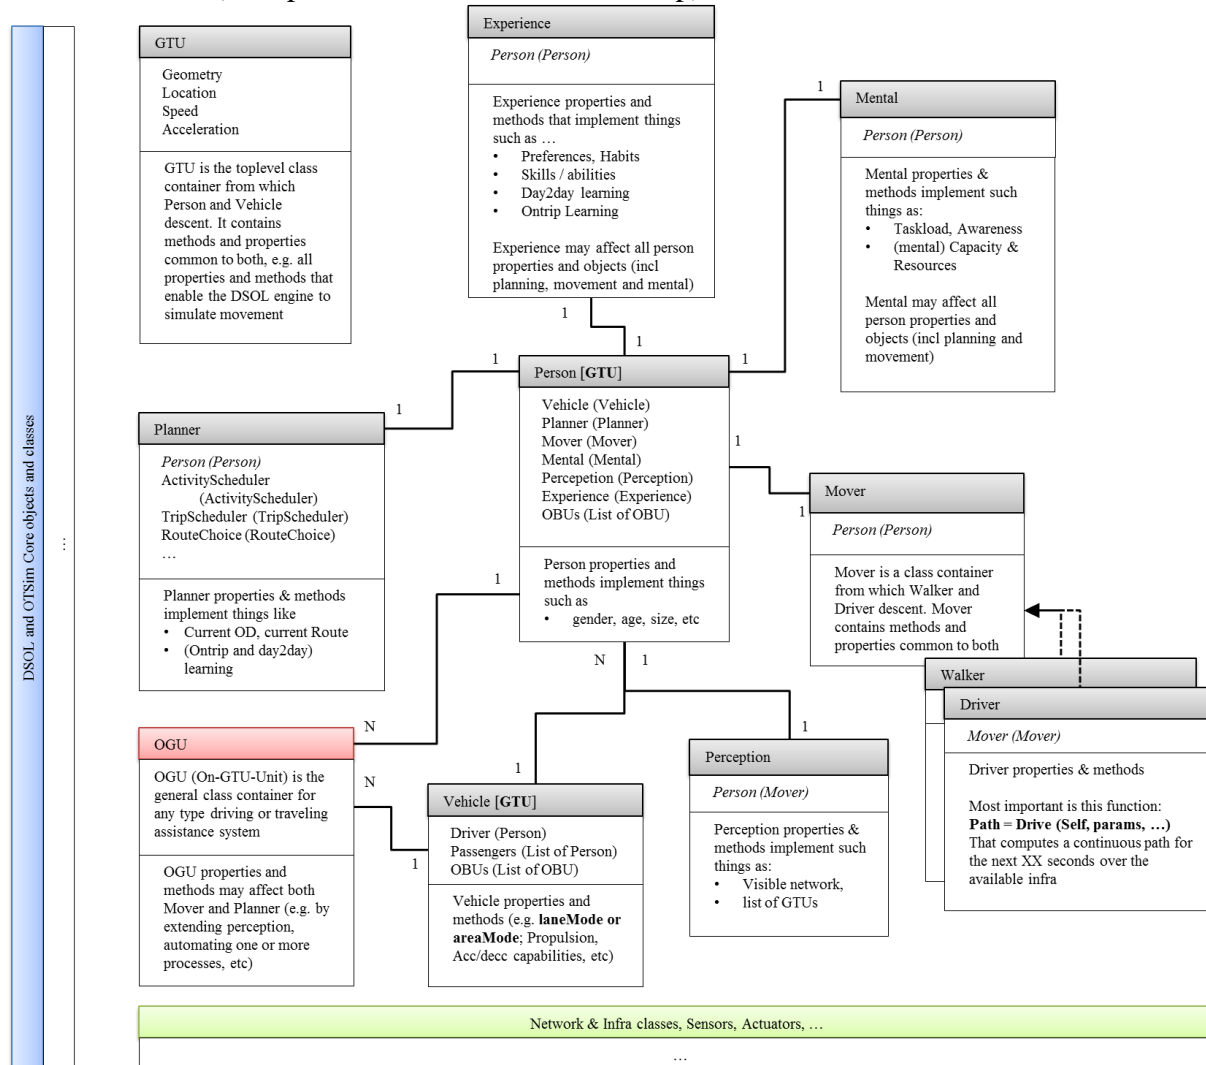 DSOL and OTSim Core objects and classes
...
GTU
Geometry
Location
Speed
Acceleration
GTU is the toplevel class
container from which
Person and Vehicle
descent. It contains
methods and properties
common to both, e.g. all
properties and methods that
enable the DSOL engine to
simulate movement
Experience
Person (Person)
Experience properties and
methods that implement things
such as …
• Preferences, Habits
• Skills / abilities
• Day2day learning
• Ontrip Learning
Experience may affect all person
properties and objects (incl
planning, movement and mental)
1
1
1
Mental
Person (Person)
Mental properties &
methods implement such
things as:
• Taskload, Awareness
• (mental) Capacity &
Resources
Mental may affect all
person properties and
objects (incl planning and
movement)
1
1
1
Person [GTU]
Vehicle (Vehicle)
Planner (Planner)
Mover (Mover)
Mental (Mental)
Percepetion (Perception)
Experience (Experience)
OBUs (List of OBU)
Person properties and
methods implement things
such as
• gender, age, size, etc
1
N
1
1
1
Planner
Person (Person)
ActivityScheduler
(ActivityScheduler)
TripScheduler (TripScheduler)
RouteChoice (RouteChoice)
…
Planner properties & methods
implement things like
• Current OD, current Route
• (Ontrip and day2day)
learning
Mover
Person (Person)
Mover is a class container
from which Walker and
Driver descent. Mover
contains methods and
properties common to both
Walker
Driver
Mover (Mover)
Driver properties & methods
Most important is this function:
Path = Drive (Self, params, …)
That computes a continuous path for
the next XX seconds over the
available infra
N
OGU
OGU (On-GTU-Unit) is the
general class container for
any type driving or traveling
assistance system
OGU properties and
methods may affect both
Mover and Planner (e.g. by
extending perception,
automating one or more
processes, etc)
N
1
1
Vehicle [GTU]
Driver (Person)
Passengers (List of Person)
OBUs (List of OBU)
Vehicle properties and
methods (e.g. laneMode or
areaMode; Propulsion,
Acc/decc capabilities, etc)
1
Perception
Person (Mover)
Perception properties &
methods implement such
things as:
• Visible network,
• list of GTUs
Network & Infra classes, Sensors, Actuators, …
…